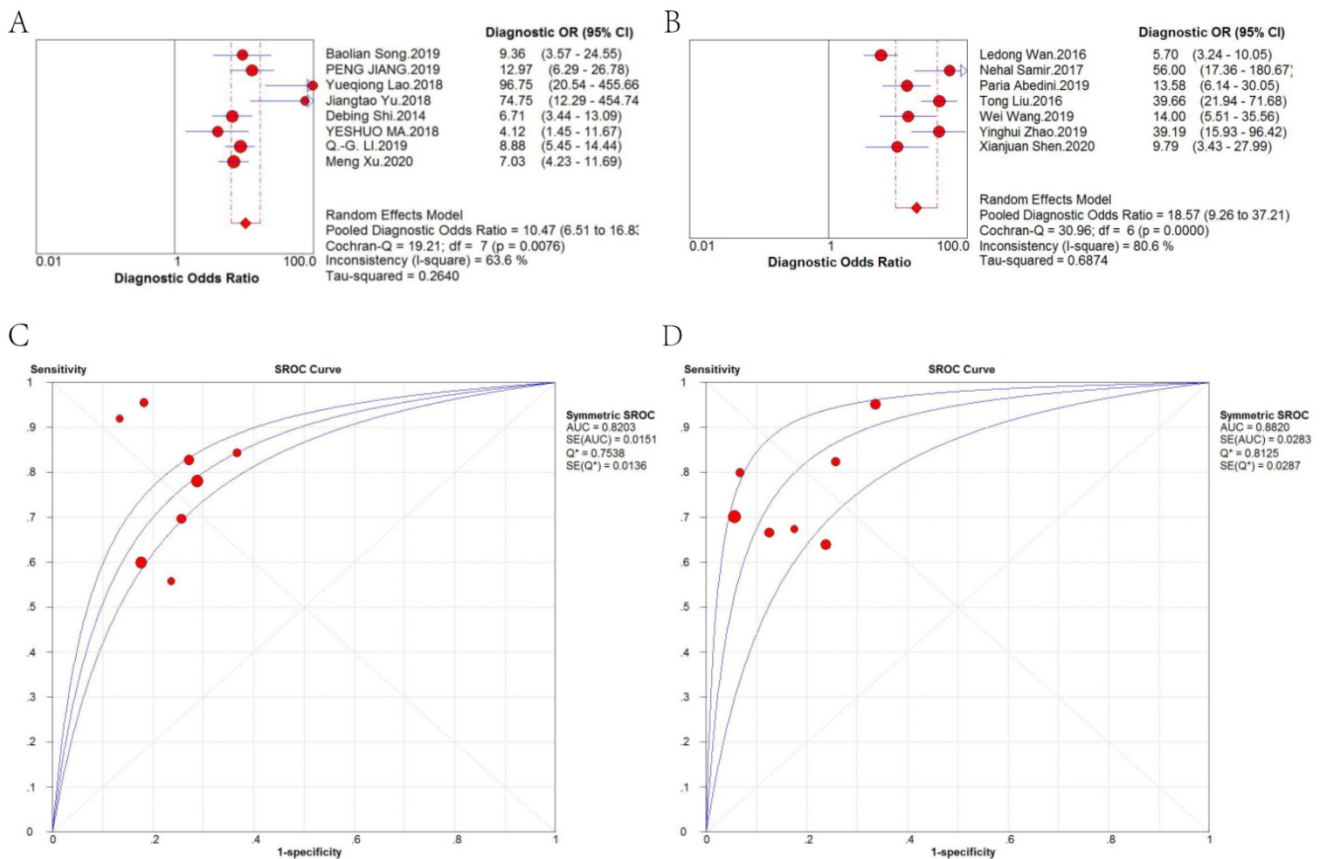 A
Diagnostic OR (95% CI)
Baolian Song.2019 9.36 (3.57 - 24.55)
PENG JIANG.2019 12.97 (6.29 - 26.78)
Yueqiong Lao.2018 96.75 (20.54 - 455.66
Jiangtao Yu.2018 74.75 (12.29 - 454.74
Debing Shi.2014 6.71 (3.44 - 13.09)
YESHUO MA.2018 4.12 (1.45 - 11.67)
Q.-G. LI.2019 8.88 (5.45 - 14.44)
Meng Xu.2020 7.03 (4.23 - 11.69)
Random Effects Model
Pooled Diagnostic Odds Ratio = 10.47 (6.51 to 16.83
Cochran-Q = 19.21; df = 7 (p = 0.0076)
Inconsistency (I-square) = 63.6 %
Tau-squared = 0.2640
0.01 1 100.0
Diagnostic Odds Ratio
B
Diagnostic OR (95% CI)
Ledong Wan.2016 5.70 (3.24 - 10.05)
Nehal Samir.2017 56.00 (17.36 - 180.67)
Paria Abedini.2019 13.58 (6.14 - 30.05)
Tong Liu.2016 39.66 (21.94 - 71.68)
Wei Wang.2019 14.00 (5.51 - 35.56)
Yinghui Zhao.2019 39.19 (15.93 - 96.42)
Xianjuan Shen.2020 9.79 (3.43 - 27.99)
Random Effects Model
Pooled Diagnostic Odds Ratio = 18.57 (9.26 to 37.21)
Cochran-Q = 30.96; df = 6 (p = 0.0000)
Inconsistency (I-square) = 80.6 %
Tau-squared = 0.6874
0.01 1 100.0
Diagnostic Odds Ratio
C
Sensitivity SROC Curve
1
.9
.8
.7
.6
.5
.4
.3
.2
.1
0
0 .2 .4 .6 .8 1
1-specificity
Symmetric SROC
AUC = 0.8203
SE(AUC) = 0.0151
Q* = 0.7538
SE(Q*) = 0.0136
D
Sensitivity SROC Curve
1
.9
.8
.7
.6
.5
.4
.3
.2
.1
0
0 .2 .4 .6 .8 1
1-specificity
Symmetric SROC
AUC = 0.8820
SE(AUC) = 0.0283
Q* = 0.8125
SE(Q*) = 0.0287